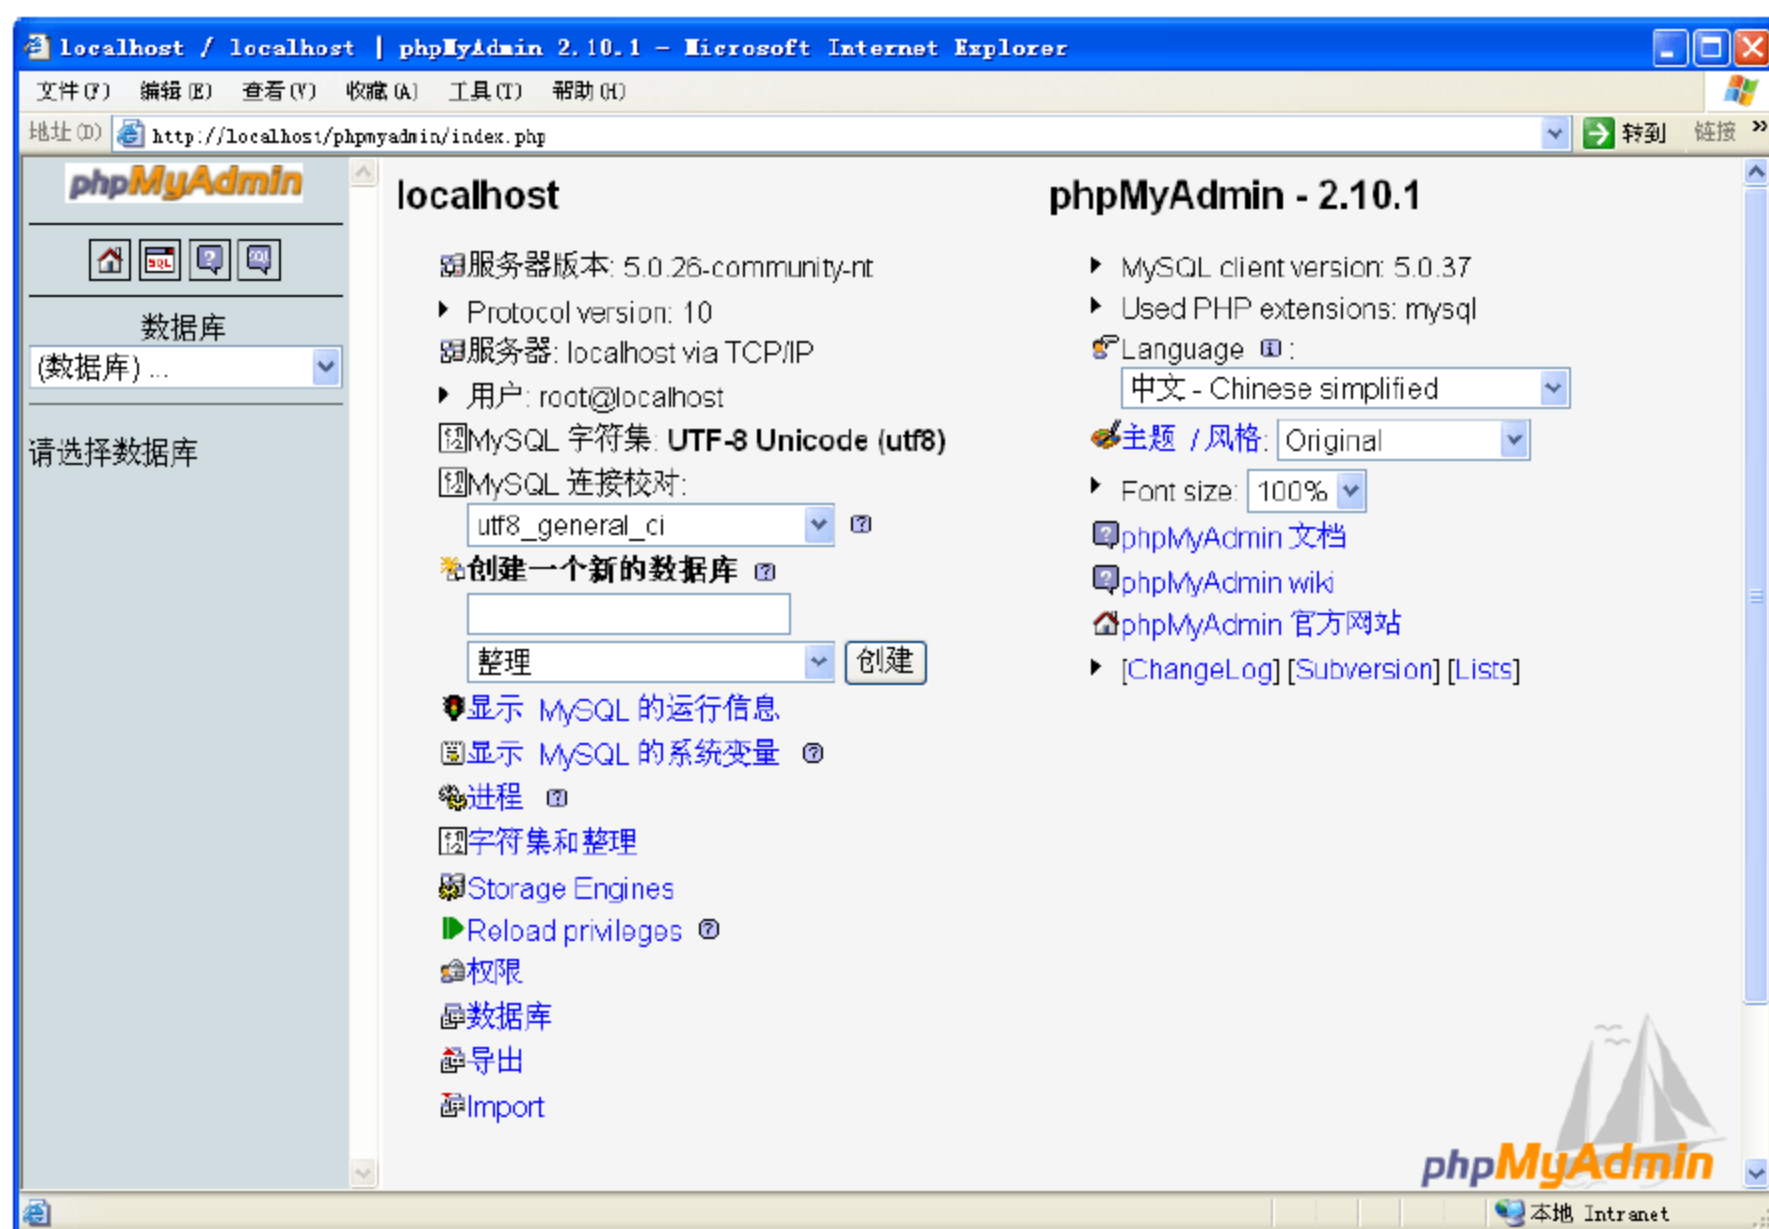 localhost / localhost | phpMyAdmin 2.10.1 - Microsoft Internet Explorer
文件(F) 编辑(E) 查看(V) 收藏(A) 工具(T) 帮助(H)
地址(D) http://localhost/phpmyadmin/index.php 转到 链接 »
phpMyAdmin
SQL
数据库
(数据库) ...
请选择数据库
localhost
服务器版本: 5.0.26-community-nt
Protocol version: 10
服务器: localhost via TCP/IP
用户: root@localhost
MySQL 字符集: UTF-8 Unicode (utf8)
MySQL 连接校对:
utf8_general_ci
创建一个新的数据库
整理 创建
显示 MySQL 的运行信息
显示 MySQL 的系统变量
进程
字符集和整理
Storage Engines
Reload privileges
权限
数据库
导出
Import
phpMyAdmin - 2.10.1
MySQL client version: 5.0.37
Used PHP extensions: mysql
Language :
中文 - Chinese simplified
主题 / 风格: Original
Font size: 100%
phpMyAdmin 文档
phpMyAdmin wiki
phpMyAdmin 官方网站
[ChangeLog] [Subversion] [Lists]
phpMyAdmin
本地 Intranet